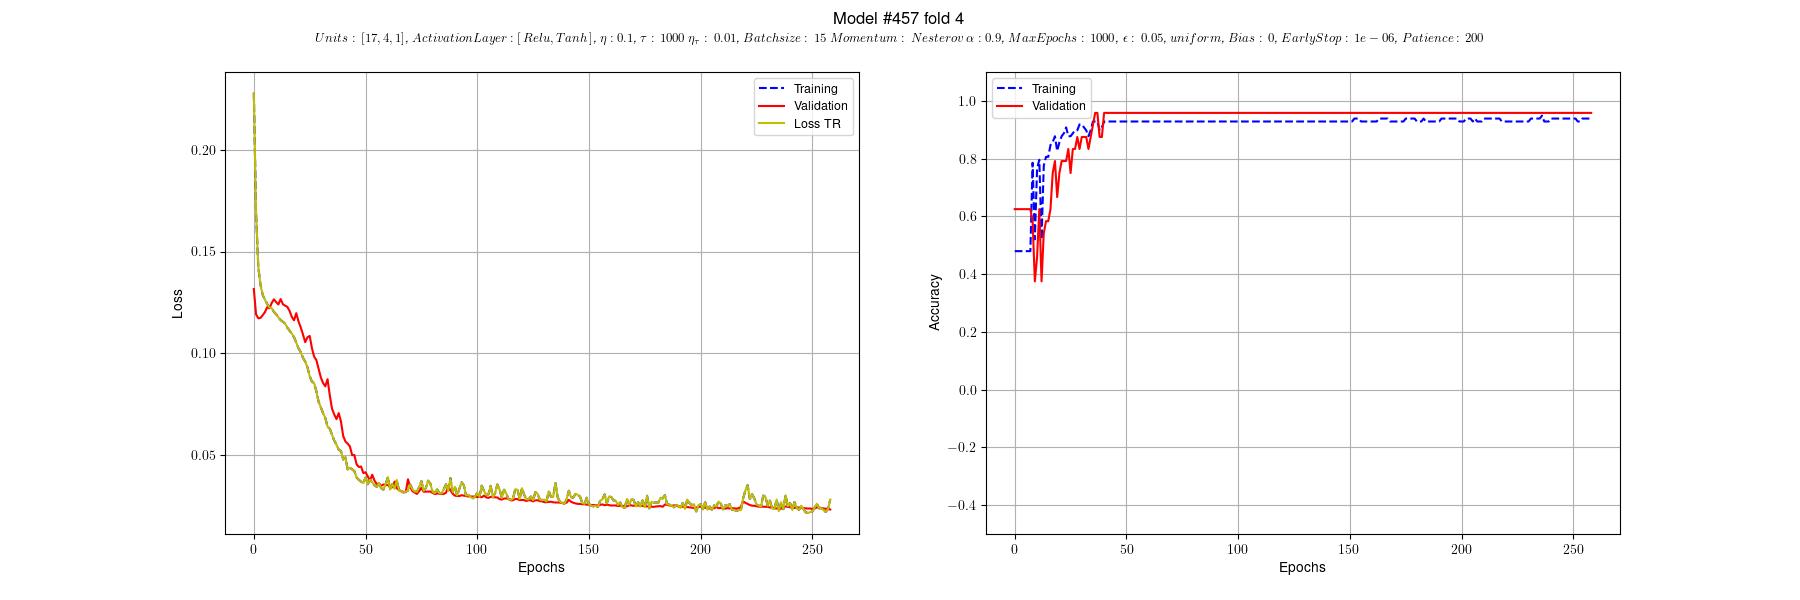 Model #457 fold 4
Units : [17, 4, 1], ActivationLayer : [ Relu, Tanh ], η : 0.1, τ : 1000 η_τ : 0.01, Batchsize : 15 Momentum : Nesterov α : 0.9, MaxEpochs : 1000, ϵ : 0.05, uniform, Bias : 0, EarlyStop : 1e − 06, Patience : 200
Training
Validation
Loss TR
0.20
0.15
0.10
0.05
Loss
0 50 100 150 200 250
Epochs
Training
Validation
1.0
0.8
0.6
0.4
0.2
0.0
−0.2
−0.4
Accuracy
0 50 100 150 200 250
Epochs